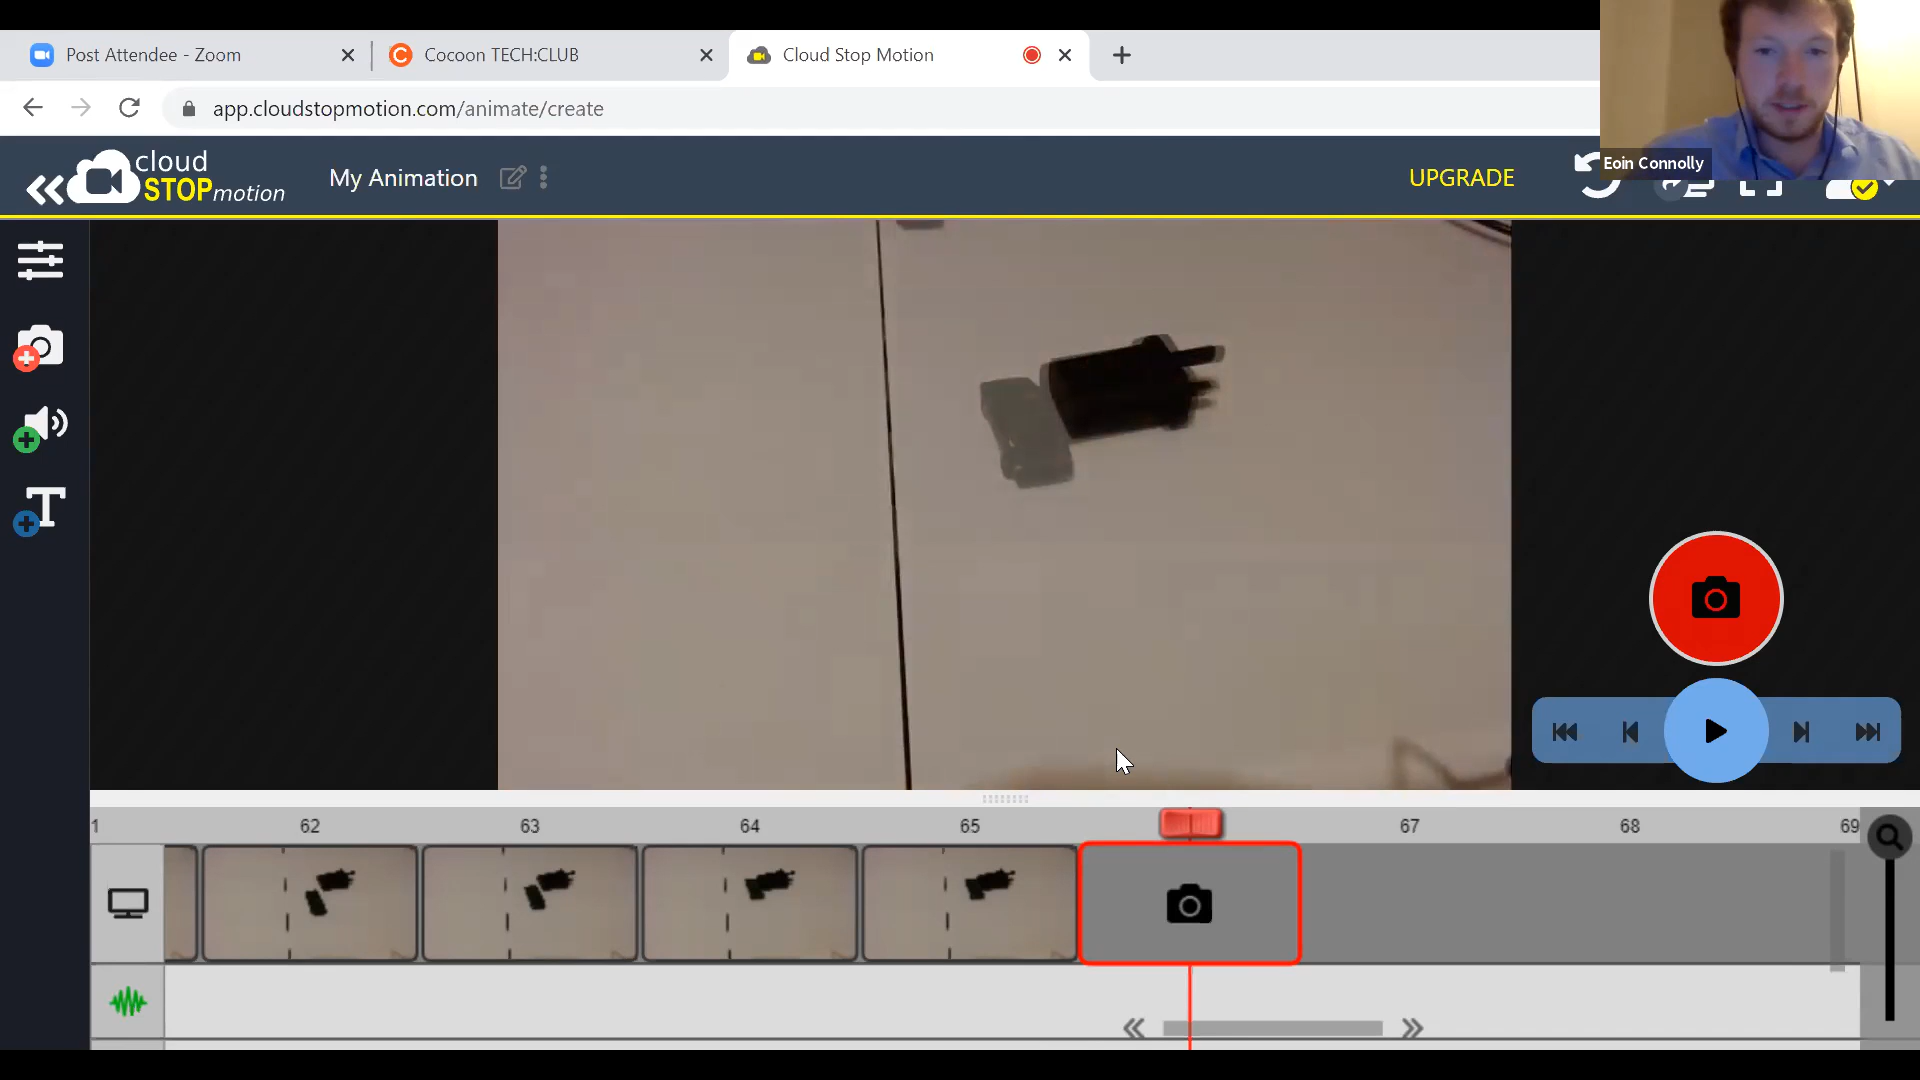 Post Attendee - Zoom
Cocoon TECH:CLUB
Cloud Stop Motion
app.cloudstopmotion.com/animate/create
Eoin Connolly
cloud
STOPmotion
My Animation
UPGRADE
T
1 62 63 64 65 67 68 69